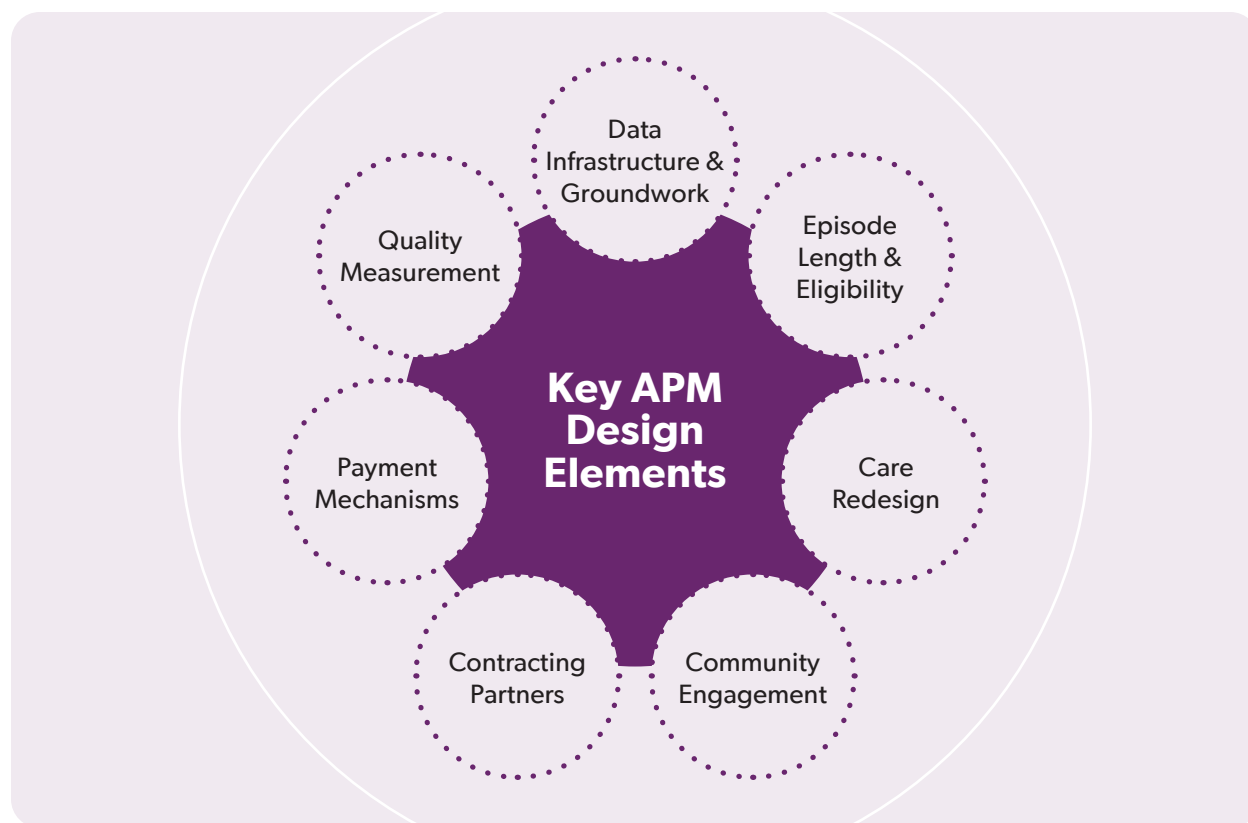 Data
Infrastructure &
Groundwork
Episode
Length &
Eligibility
Care
Redesign
Community
Engagement
Contracting
Partners
Payment
Mechanisms
Quality
Measurement
Key APM
Design
Elements